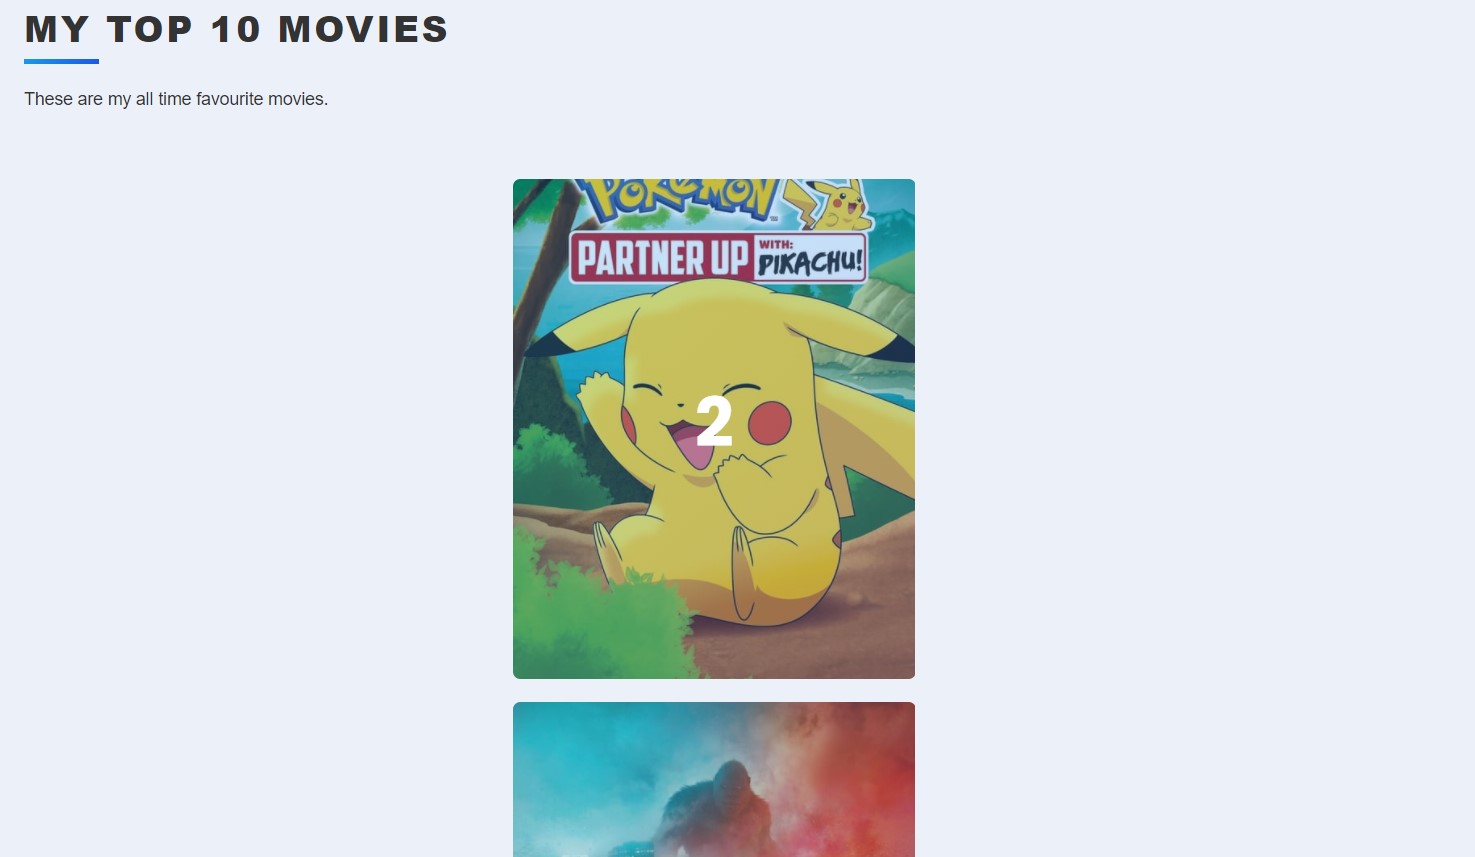 MY TOP 10 MOVIES
These are my all time favourite movies.
POKÉMON
PARTNER UP WITH: PIKACHU!
2